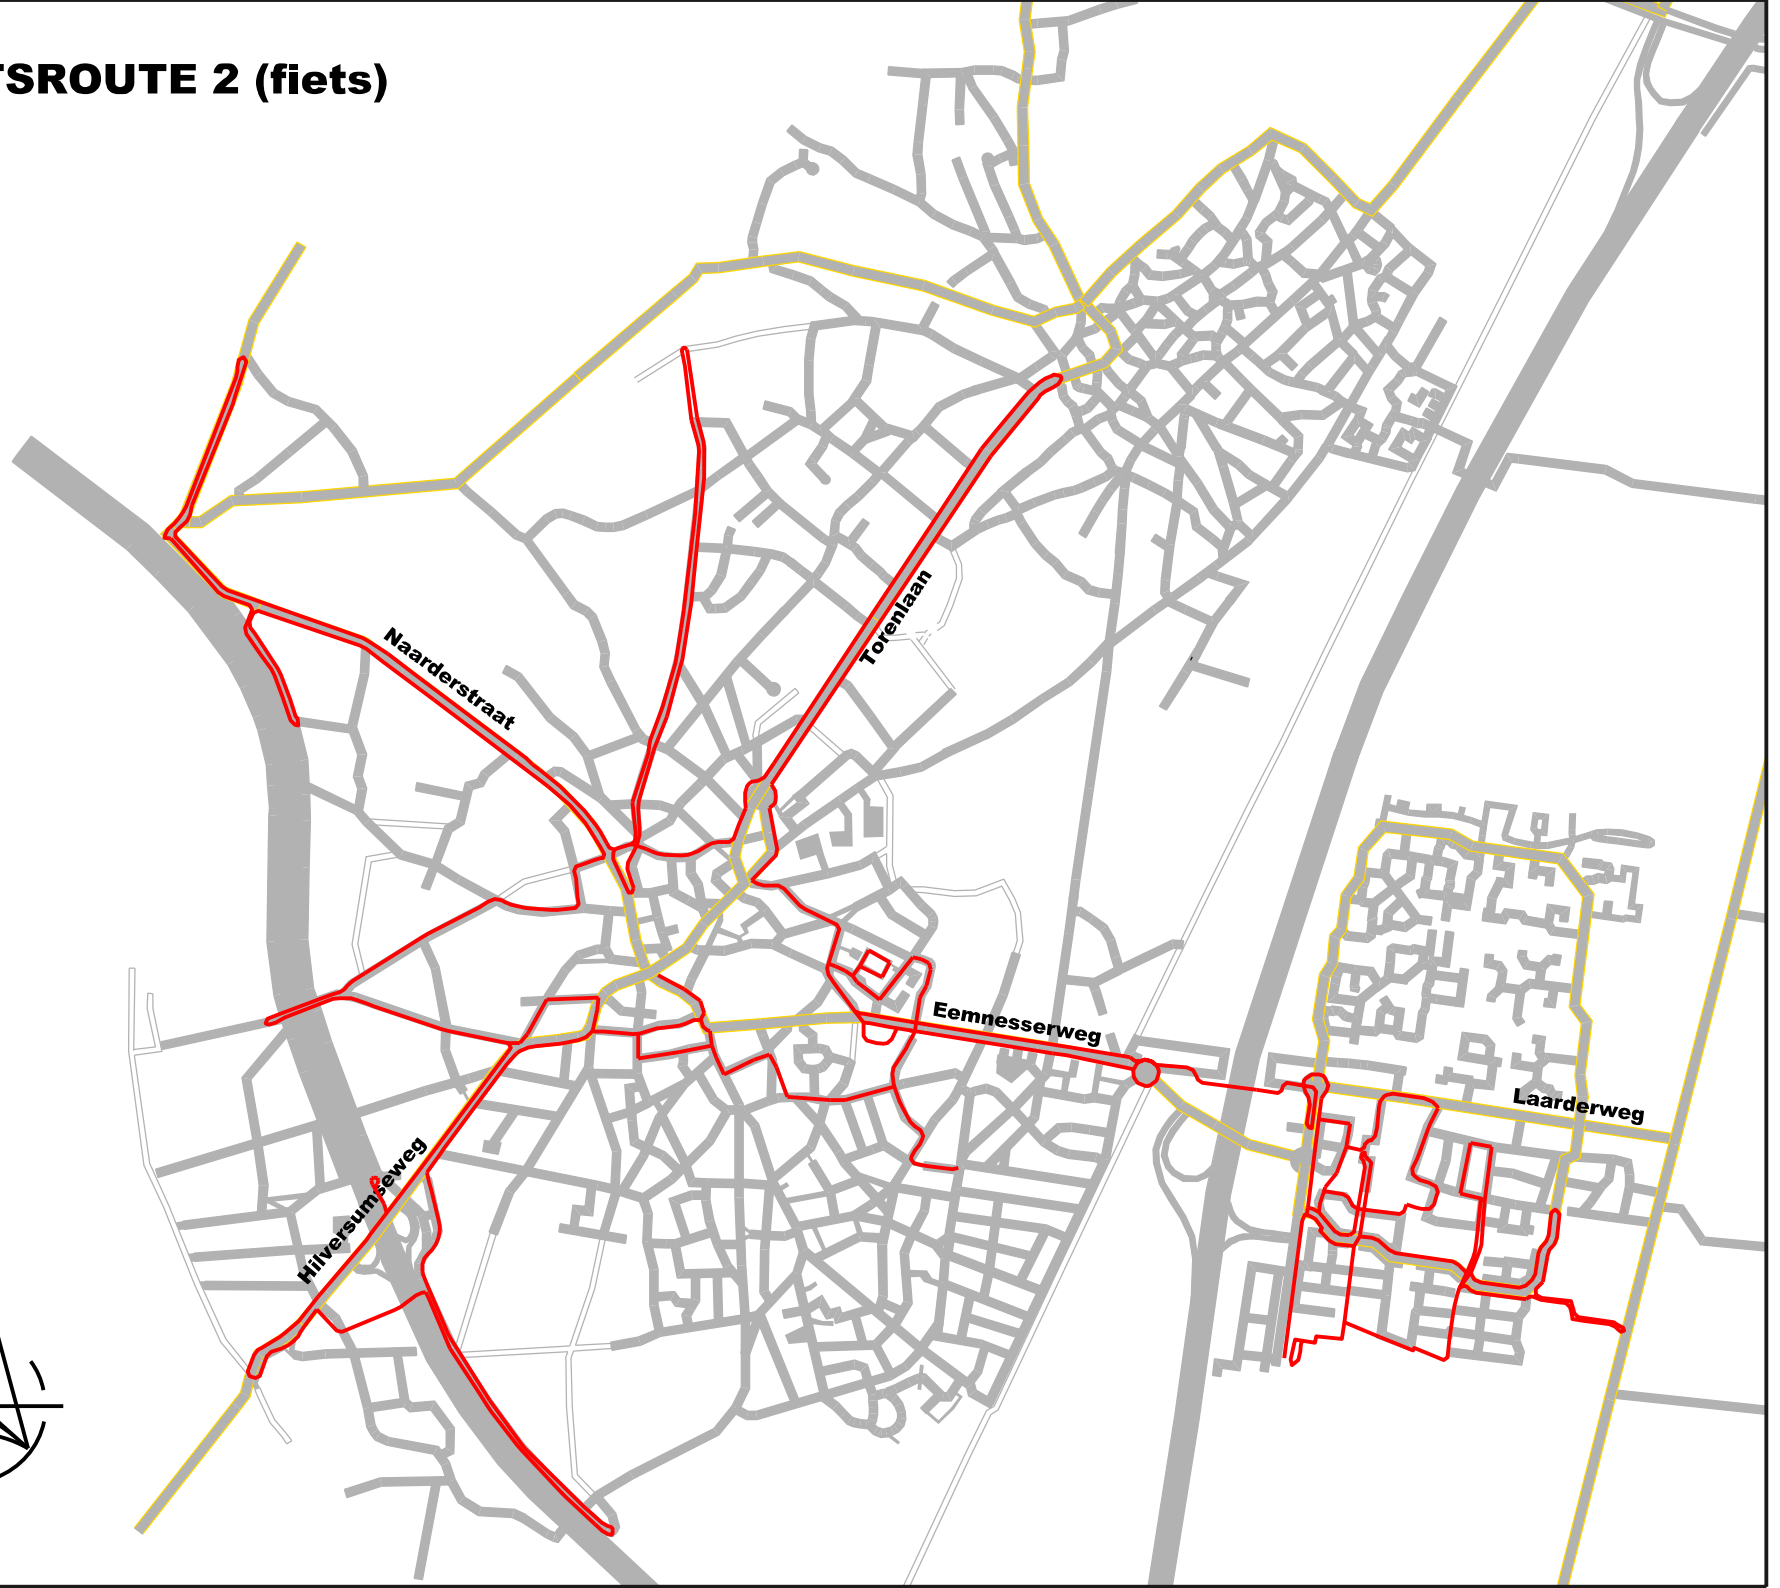 TSROUTE 2 (fiets)
Naarderstraat
Torenlaan
Eemnesserweg
Laarderweg
Hilversumseweg